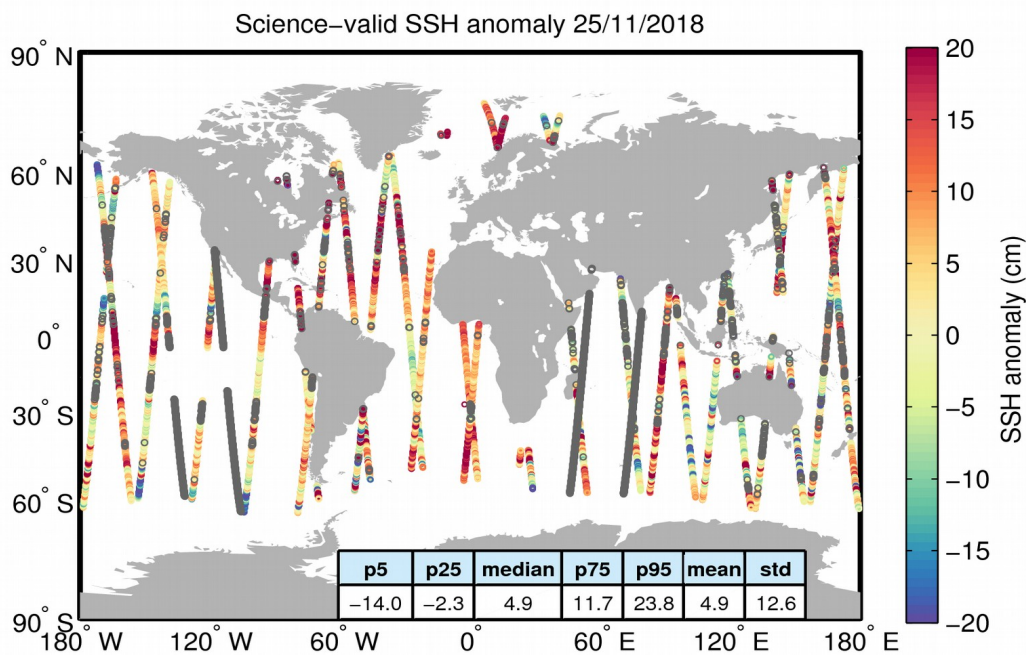 Science−valid SSH anomaly 25/11/2018
90° N
60° N
30° N
0°
30° S
60° S
90° S
180° W
120° W
60° W
0°
60° E
120° E
180° E
p5 p25 median p75 p95 mean std
−14.0 −2.3 4.9 11.7 23.8 4.9 12.6
20
15
10
5
0
−5
−10
−15
−20
SSH anomaly (cm)